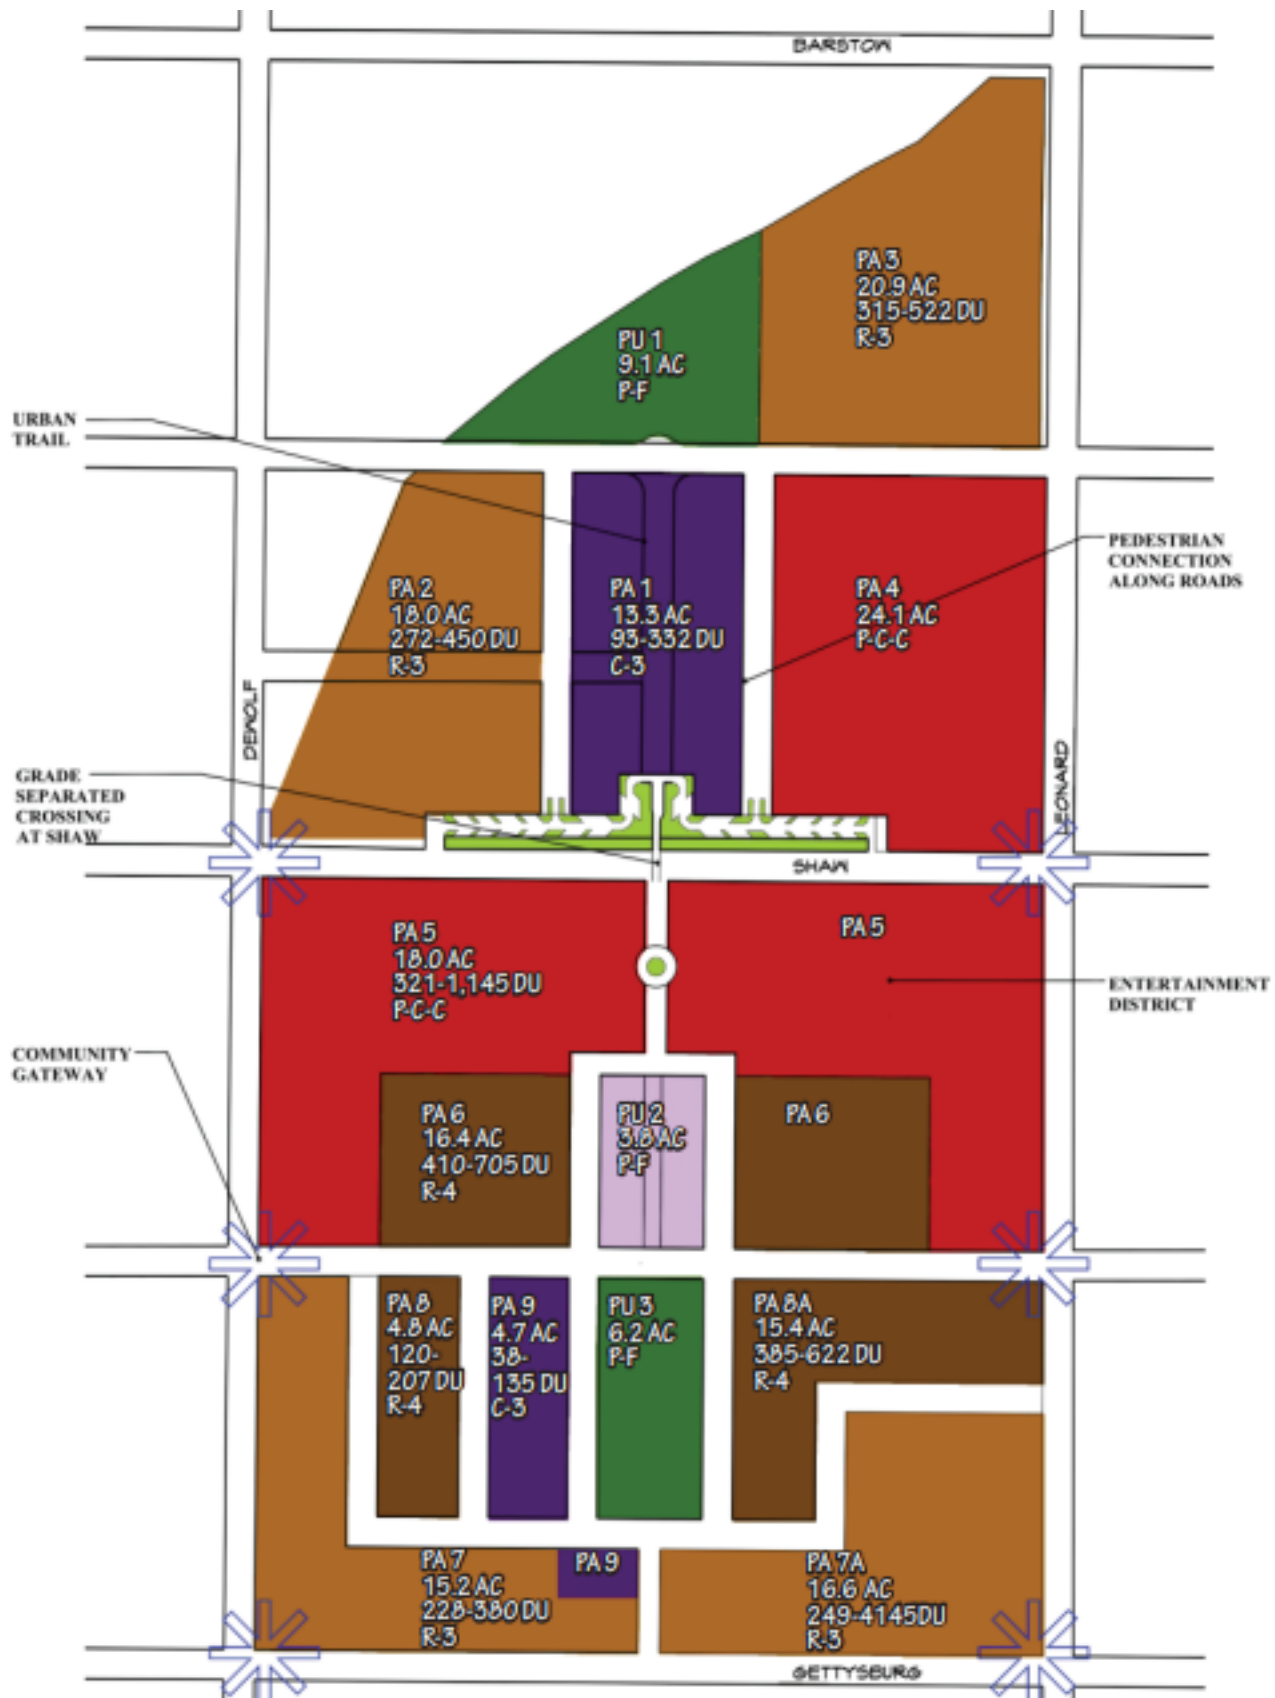 BARSTOW
PA 3
20.9 AC
315-522 DU
R-3
PU 1
9.1 AC
P-F
URBAN
TRAIL
PEDESTRIAN
CONNECTION
ALONG ROADS
PA 2
18.0 AC
272-450 DU
R-3
PA 1
13.3 AC
93-332 DU
C-3
PA 4
24.1 AC
P-C-C
DEWOLF
LEONARD
GRADE
SEPARATED
CROSSING
AT SHAW
SHAW
PA 5
18.0 AC
321-1,145 DU
P-C-C
PA 5
ENTERTAINMENT
DISTRICT
COMMUNITY
GATEWAY
PA 6
16.4 AC
410-705 DU
R-4
PU 2
3.8 AC
P-F
PA 6
PA 8
4.8 AC
120-
207 DU
R-4
PA 9
4.7 AC
38-
135 DU
C-3
PU 3
6.2 AC
P-F
PA 8A
15.4 AC
385-622 DU
R-4
PA 7
15.2 AC
228-380 DU
R-3
PA 9
PA 7A
16.6 AC
249-4145DU
R-3
GETTYSBURG